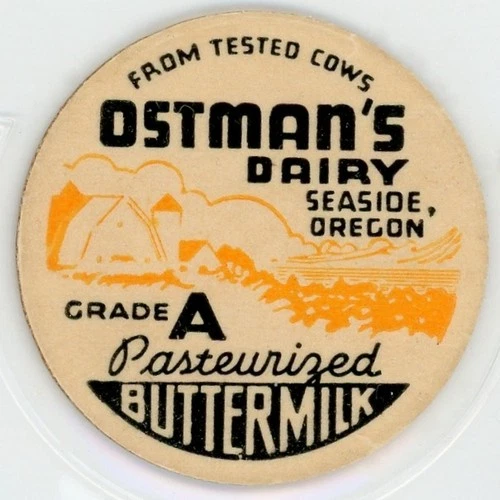 FROM TESTED COWS
OSTMAN'S
DAIRY
SEASIDE,
OREGON
GRADE A
Pasteurized
BUTTERMILK